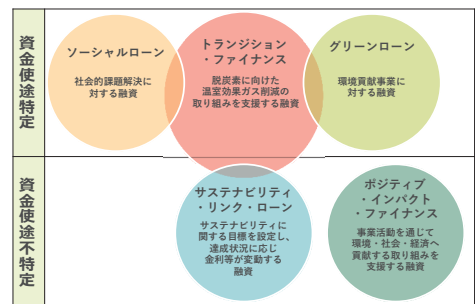 資金使途特定
ソーシャルローン
社会的課題解決に
対する融資
トランジション
・ファイナンス
脱炭素に向けた
温室効果ガス削減の
取り組みを支援する融資
グリーンローン
環境貢献事業に
対する融資
資金使途不特定
サステナビリティ
・リンク・ローン
サステナビリティに
関する目標を設定し、
達成状況に応じ
金利等が変動する
融資
ポジティブ
・インパクト
・ファイナンス
事業活動を通じて
環境・社会・経済へ
貢献する取り組みを
支援する融資